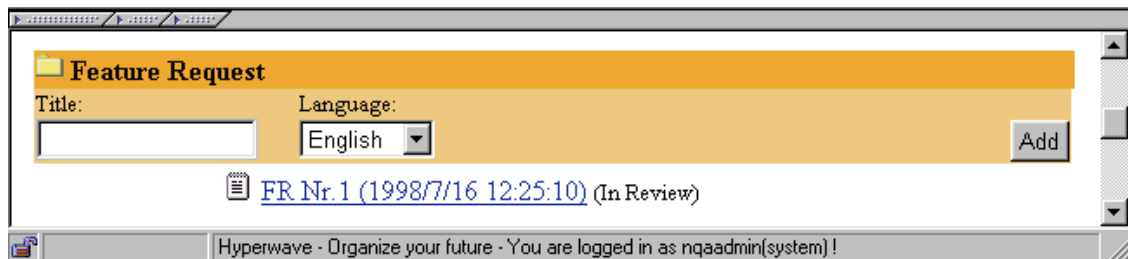 Feature Request
Title: Language:
English Add
FR Nr. 1 (1998/7/16 12:25:10) (In Review)
Hyperwave - Organize your future - You are logged in as nqaadmin(system) !